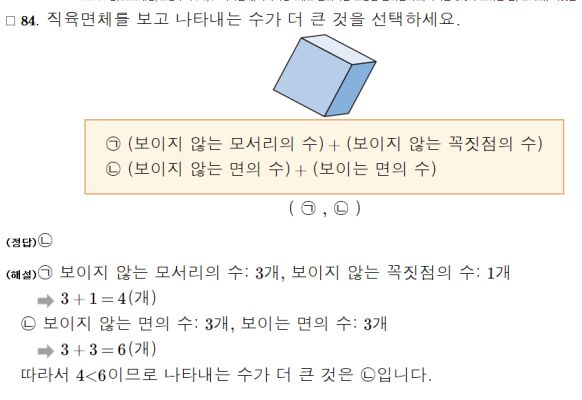 □ 84. 직육면체를 보고 나타내는 수가 더 큰 것을 선택하세요.
㉠ (보이지 않는 모서리의 수) + (보이지 않는 꼭짓점의 수)
㉡ (보이지 않는 면의 수) + (보이는 면의 수)
( ㉠ , ㉡ )
(정답)㉡
(해설)㉠ 보이지 않는 모서리의 수: 3개, 보이지 않는 꼭짓점의 수: 1개
➡ 3+1=4(개)
㉡ 보이지 않는 면의 수: 3개, 보이는 면의 수: 3개
➡ 3+3=6(개)
따라서 4<6이므로 나타내는 수가 더 큰 것은 ㉡입니다.